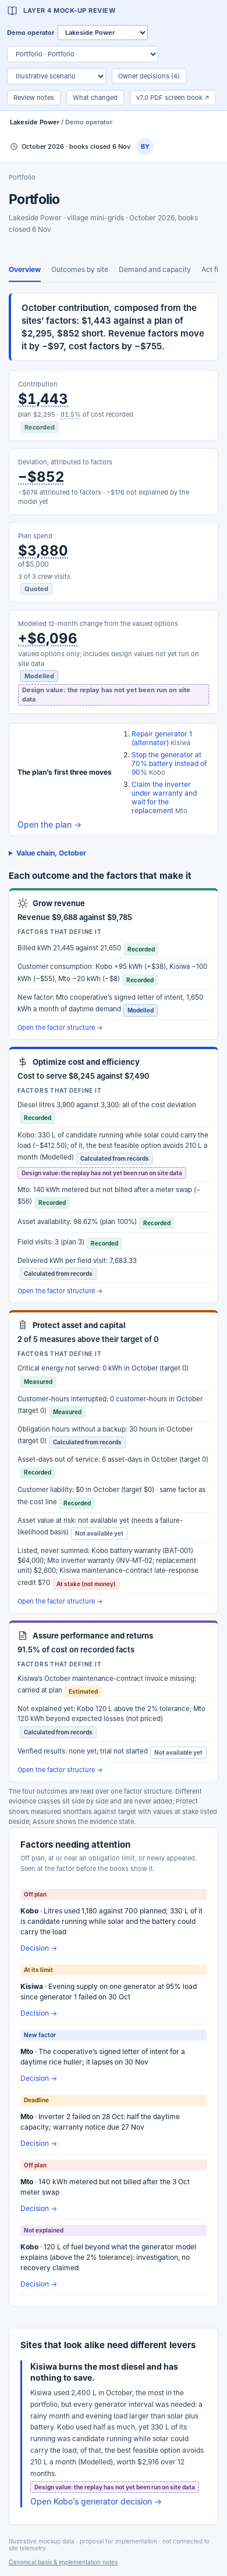 LAYER 4 MOCK-UP REVIEW
Demo operator Lakeside Power
Portfolio · Portfolio
Illustrative scenario Owner decisions (4)
Review notes What changed v7.0 PDF screen book ↗
Lakeside Power / Demo operator
October 2026 · books closed 6 Nov BY
Portfolio
Portfolio
Lakeside Power · village mini-grids · October 2026, books
closed 6 Nov
Overview Outcomes by site Demand and capacity Act fi
October contribution, composed from the
sites’ factors: $1,443 against a plan of
$2,295, $852 short. Revenue factors move
it by −$97, cost factors by −$755.
Contribution
$1,443
plan $2,295 · 91.5% of cost recorded
Recorded
Deviation, attributed to factors
−$852
−$676 attributed to factors · −$176 not explained by the
model yet
Plan spend
$3,880
of $5,000
3 of 3 crew visits
Quoted
Modelled 12-month change from the valued options
+$6,096
Valued options only; includes design values not yet run on
site data
Modelled
Design value: the replay has not yet been run on site
data
The plan’s first three moves
1. Repair generator 1
(alternator) Kisiwa
2. Stop the generator at
70% battery instead of
90% Kobo
3. Claim the inverter
under warranty and
wait for the
replacement Mto
Open the plan →
Value chain, October
Each outcome and the factors that make it
Grow revenue
Revenue $9,688 against $9,785
FACTORS THAT DEFINE IT
Billed kWh 21,445 against 21,650 Recorded
Customer consumption: Kobo +95 kWh (+$38), Kisiwa −100
kWh (−$55), Mto −20 kWh (−$8) Recorded
New factor: Mto cooperative’s signed letter of intent, 1,650
kWh a month of daytime demand Modelled
Open the factor structure →
Optimize cost and efficiency
Cost to serve $8,245 against $7,490
FACTORS THAT DEFINE IT
Diesel litres 3,900 against 3,300: all of the cost deviation
Recorded
Kobo: 330 L of candidate running while solar could carry the
load (−$412.50); of it, the best feasible option avoids 210 L a
month (Modelled) Calculated from records
Design value: the replay has not yet been run on site data
Mto: 140 kWh metered but not billed after a meter swap (−
$56) Recorded
Asset availability: 98.62% (plan 100%) Recorded
Field visits: 3 (plan 3) Recorded
Delivered kWh per field visit: 7,683.33
Calculated from records
Open the factor structure →
Protect asset and capital
2 of 5 measures above their target of 0
FACTORS THAT DEFINE IT
Critical energy not served: 0 kWh in October (target 0)
Measured
Customer-hours interrupted: 0 customer-hours in October
(target 0) Measured
Obligation hours without a backup: 30 hours in October
(target 0) Calculated from records
Asset-days out of service: 6 asset-days in October (target 0)
Recorded
Customer liability: $0 in October (target $0) · same factor as
the cost line Recorded
Asset value at risk: not available yet (needs a failure-
likelihood basis) Not available yet
Listed, never summed: Kobo battery warranty (BAT-001)
$64,000; Mto inverter warranty (INV-MT-02; replacement
unit) $2,600; Kisiwa maintenance-contract late-response
credit $70 At stake (not money)
Open the factor structure →
Assure performance and returns
91.5% of cost on recorded facts
FACTORS THAT DEFINE IT
Kisiwa’s October maintenance-contract invoice missing:
carried at plan Estimated
Not explained yet: Kobo 120 L above the 2% tolerance; Mto
120 kWh beyond expected losses (not priced)
Calculated from records
Verified results: none yet; trial not started Not available yet
Open the factor structure →
The four outcomes are read over one factor structure. Different
evidence classes sit side by side and are never added; Protect
shows measured shortfalls against target with values at stake listed
beside; Assure shows the evidence state.
Factors needing attention
Off plan, at or near an obligation limit, or newly appeared.
Seen at the factor before the books show it.
Off plan
Kobo · Litres used 1,180 against 700 planned; 330 L of it
is candidate running while solar and the battery could
carry the load
Decision →
At its limit
Kisiwa · Evening supply on one generator at 95% load
since generator 1 failed on 30 Oct
Decision →
New factor
Mto · The cooperative’s signed letter of intent for a
daytime rice huller; it lapses on 30 Nov
Decision →
Deadline
Mto · Inverter 2 failed on 28 Oct: half the daytime
capacity; warranty notice due 27 Nov
Decision →
Off plan
Mto · 140 kWh metered but not billed after the 3 Oct
meter swap
Decision →
Not explained
Kobo · 120 L of fuel beyond what the generator model
explains (above the 2% tolerance): investigation, no
recovery claimed
Decision →
Sites that look alike need different levers
Kisiwa burns the most diesel and has
nothing to save.
Kisiwa used 2,400 L in October, the most in the
portfolio, but every generator interval was needed: a
rainy month and evening load larger than solar plus
battery. Kobo used half as much, yet 330 L of its
running was candidate running while solar could
carry the load; of that, the best feasible option avoids
210 L a month (Modelled), worth $2,916 over 12
months.
Design value: the replay has not yet been run on site data
Open Kobo’s generator decision →
Illustrative mockup data · proposal for implementation · not connected to
site telemetry
Canonical basis & implementation notes